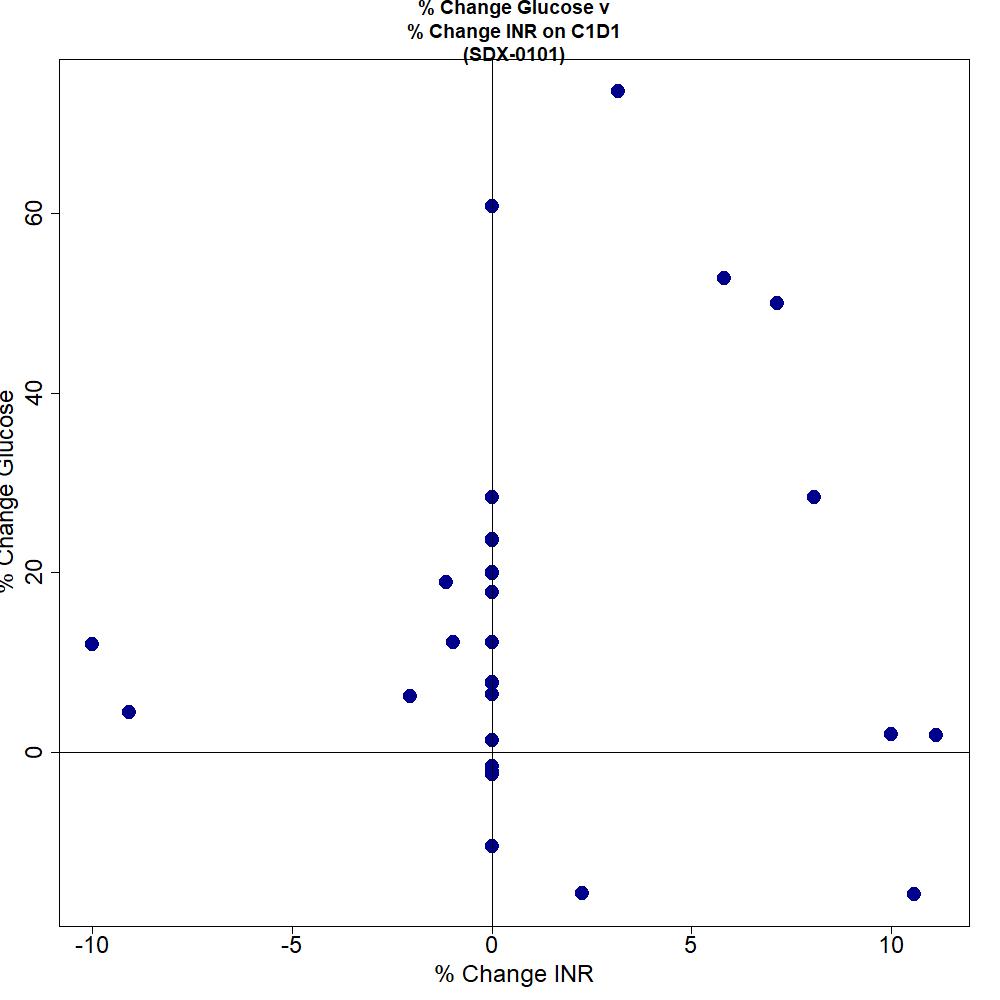 % Change Glucose v
% Change INR on C1D1
(SDX-0101)
% Change Glucose
60
40
20
0
-10
-5
0
5
10
% Change INR